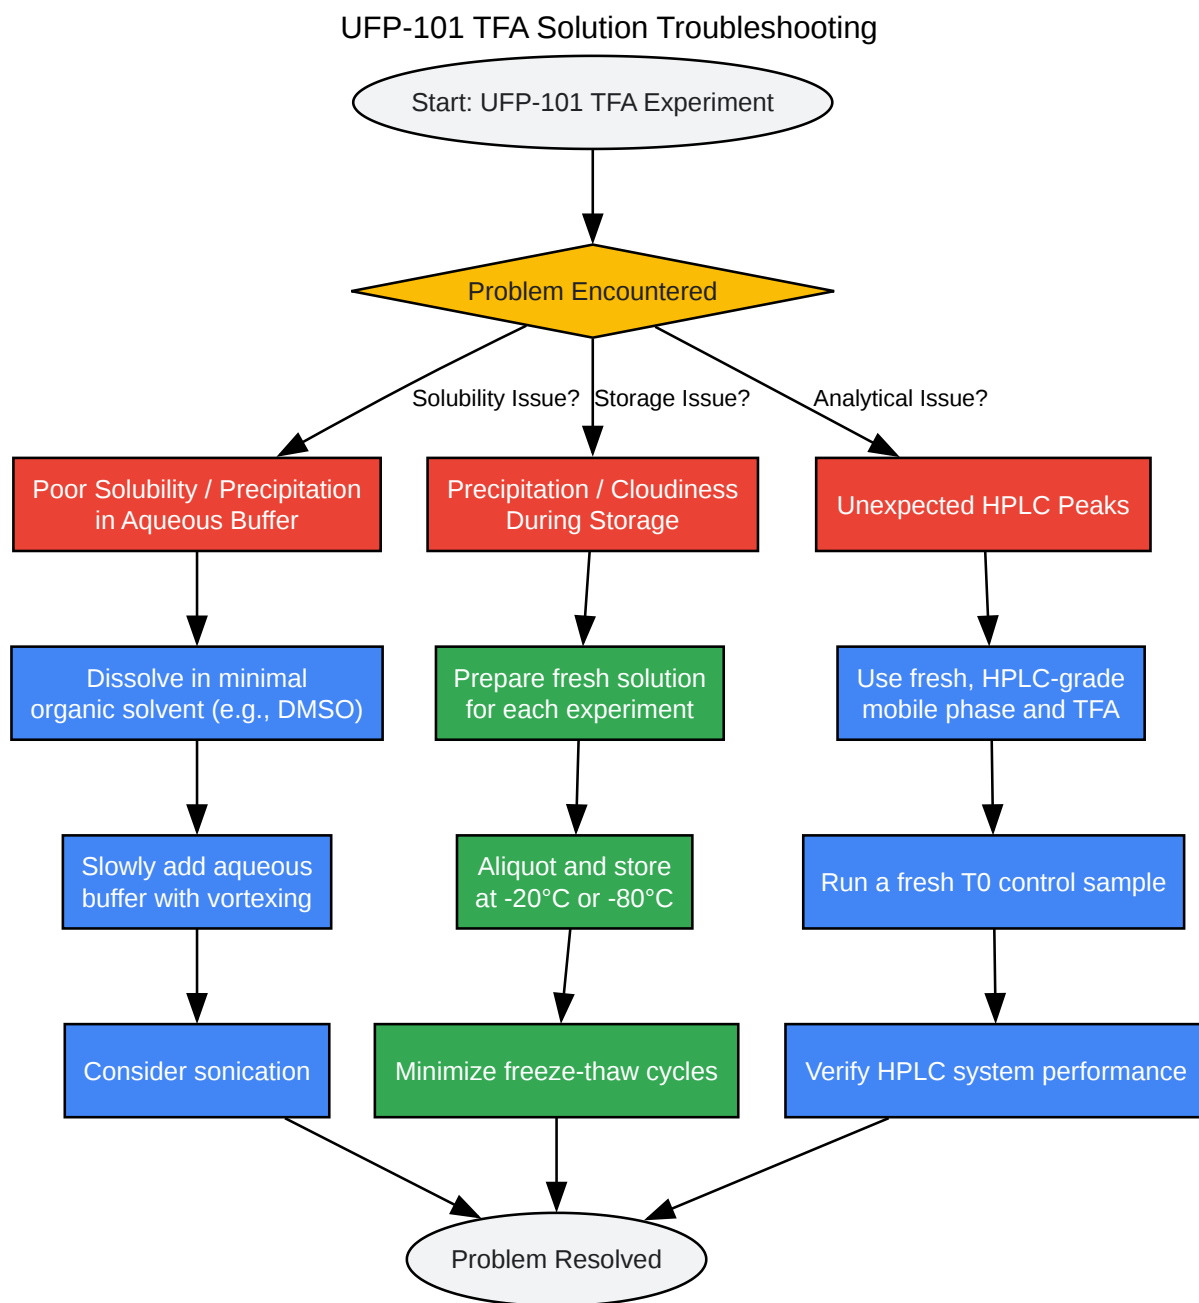 UFP-101 TFA Solution Troubleshooting
Start: UFP-101 TFA Experiment
Problem Encountered
Solubility Issue?
Storage Issue?
Analytical Issue?
Poor Solubility / Precipitation
in Aqueous Buffer
Precipitation / Cloudiness
During Storage
Unexpected HPLC Peaks
Dissolve in minimal
organic solvent (e.g., DMSO)
Prepare fresh solution
for each experiment
Use fresh, HPLC-grade
mobile phase and TFA
Slowly add aqueous
buffer with vortexing
Aliquot and store
at -20°C or -80°C
Run a fresh T0 control sample
Consider sonication
Minimize freeze-thaw cycles
Verify HPLC system performance
Problem Resolved